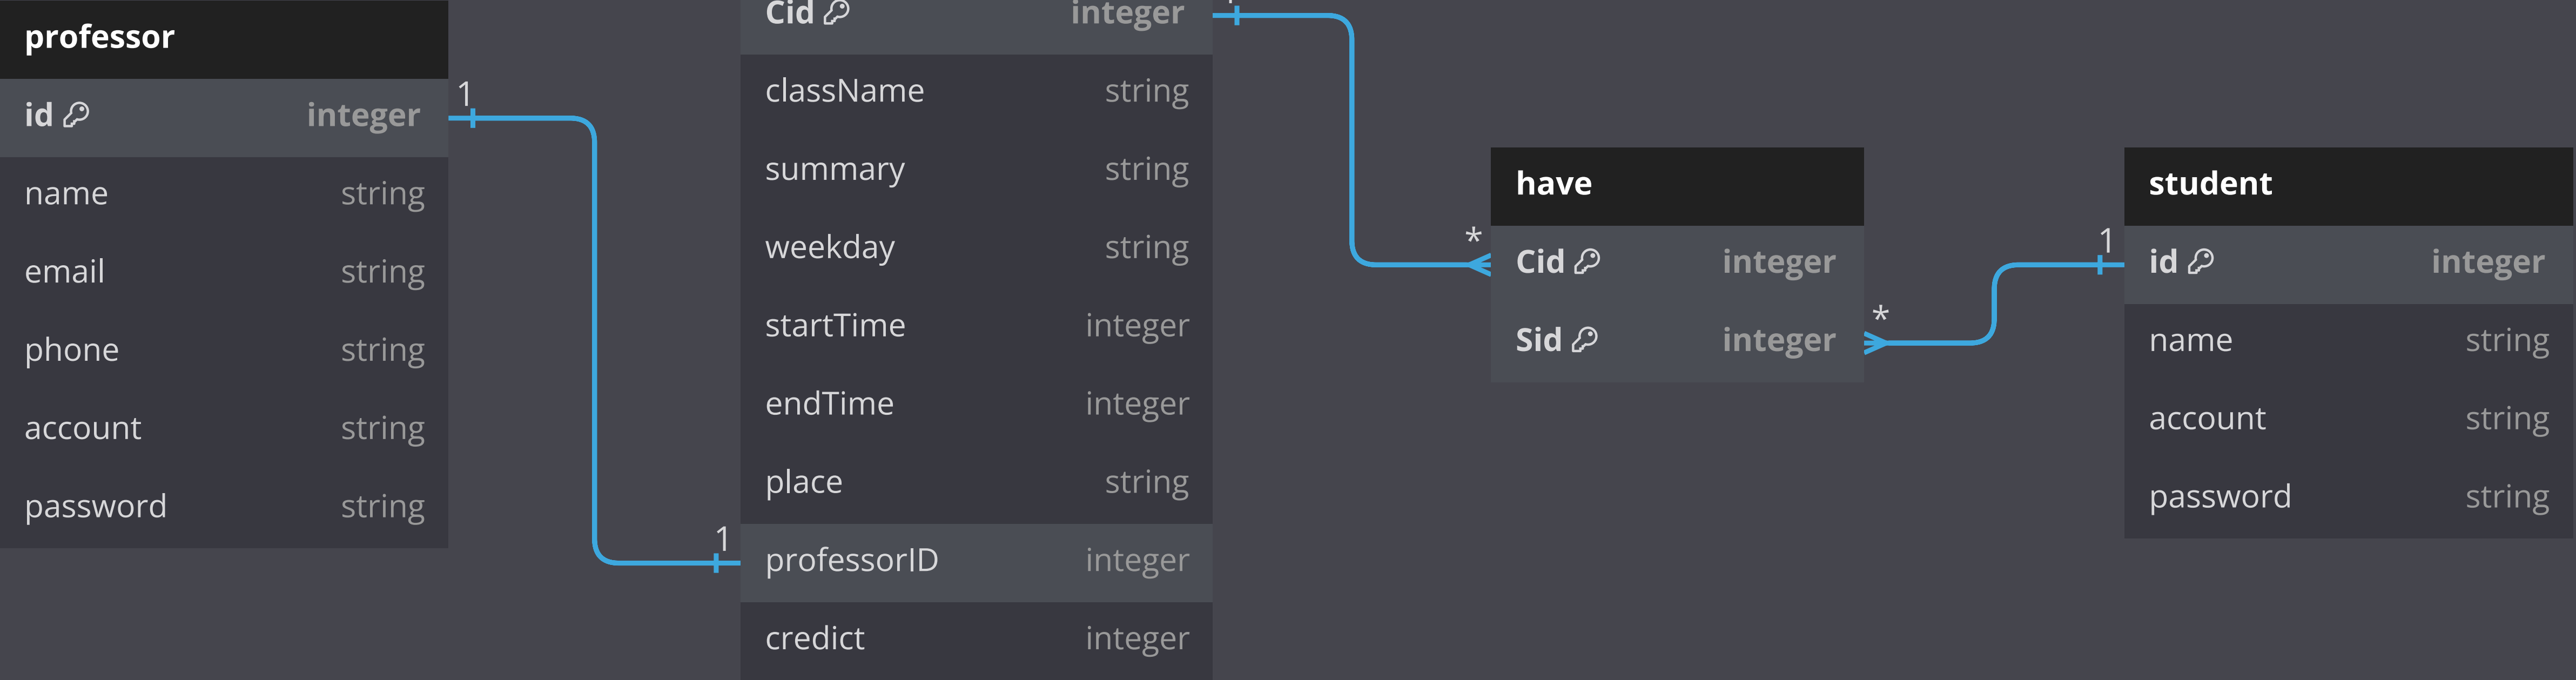 professor
id integer
name string
email string
phone string
account string
password string
1
1
Cid integer
className string
summary string
weekday string
startTime integer
endTime integer
place string
professorID integer
credict integer
*
have
Cid integer
Sid integer
*
1
student
id integer
name string
account string
password string